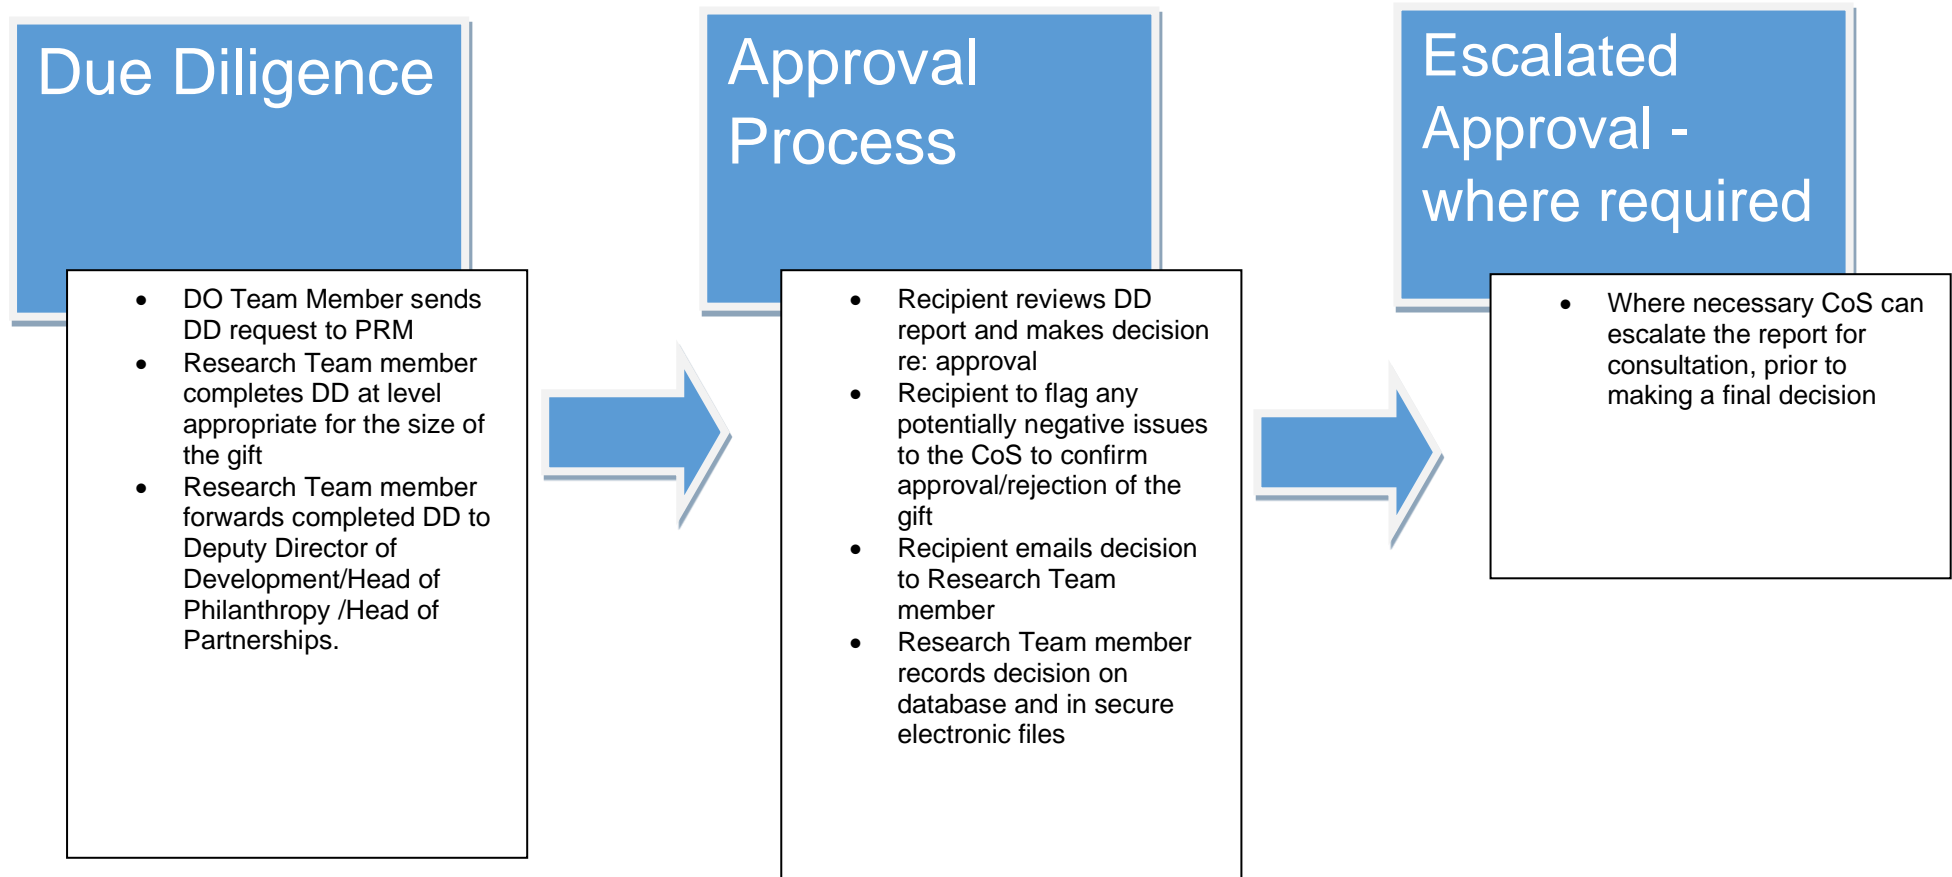 Due Diligence
• DO Team Member sends
DD request to PRM
• Research Team member
completes DD at level
appropriate for the size of
the gift
• Research Team member
forwards completed DD to
Deputy Director of
Development/Head of
Philanthropy /Head of
Partnerships.
Approval
Process
• Recipient reviews DD
report and makes decision
re: approval
• Recipient to flag any
potentially negative issues
to the CoS to confirm
approval/rejection of the
gift
• Recipient emails decision
to Research Team
member
• Research Team member
records decision on
database and in secure
electronic files
Escalated
Approval -
where required
• Where necessary CoS can
escalate the report for
consultation, prior to
making a final decision